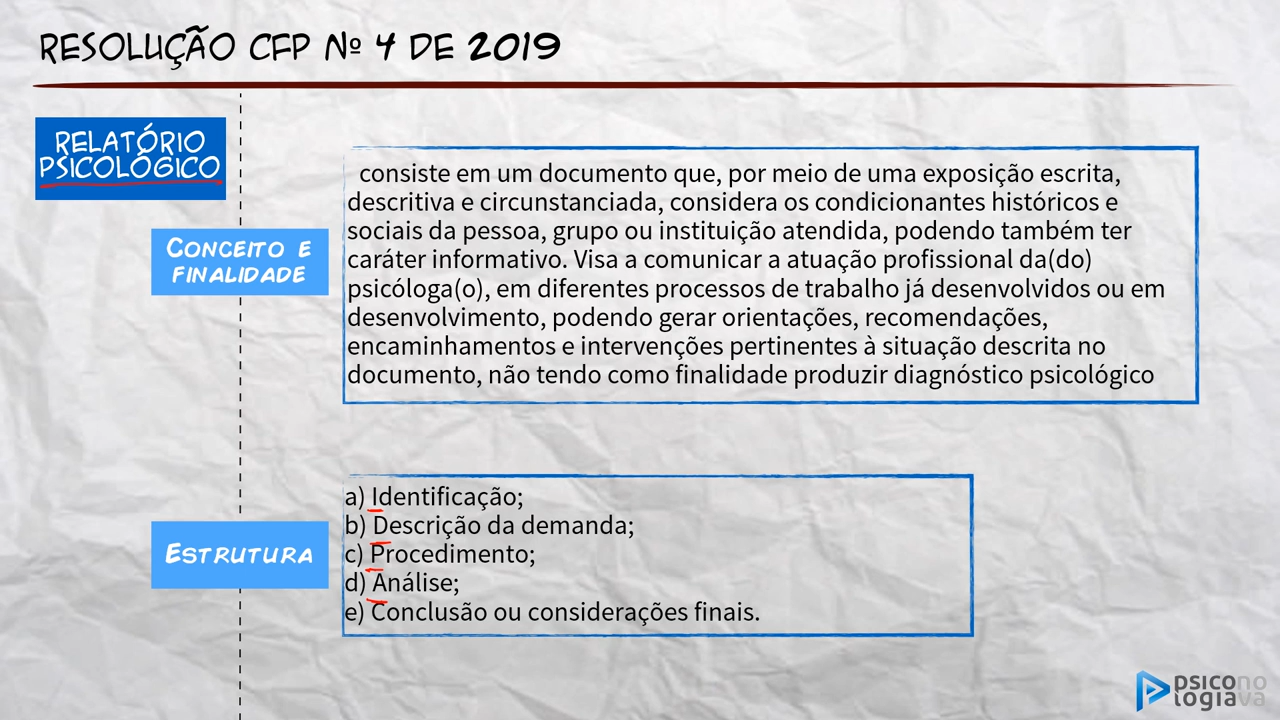 RESOLUÇÃO CFP Nº 4 DE 2019
RELATÓRIO
PSICOLÓGICO
CONCEITO E
FINALIDADE
consiste em um documento que, por meio de uma exposição escrita,
descritiva e circunstanciada, considera os condicionantes históricos e
sociais da pessoa, grupo ou instituição atendida, podendo também ter
caráter informativo. Visa a comunicar a atuação profissional da(do)
psicóloga(o), em diferentes processos de trabalho já desenvolvidos ou em
desenvolvimento, podendo gerar orientações, recomendações,
encaminhamentos e intervenções pertinentes à situação descrita no
documento, não tendo como finalidade produzir diagnóstico psicológico
ESTRUTURA
a) Identificação;
b) Descrição da demanda;
c) Procedimento;
d) Análise;
e) Conclusão ou considerações finais.
psicono
logiava